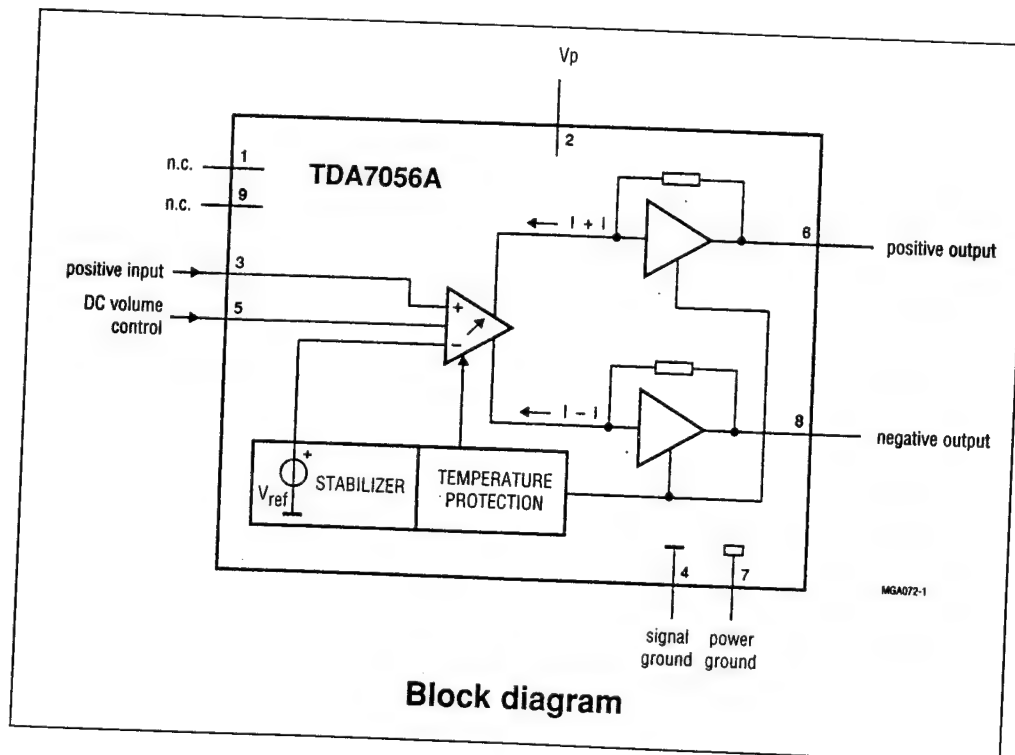 Vp
2
n.c. 1
TDA7056A
n.c. 9
I + I
6 positive output
positive input 3
DC volume
control
5
+
−
I − I
8 negative output
+
Vref
STABILIZER
TEMPERATURE
PROTECTION
4 7
MGA072-1
signal
ground
power
ground
Block diagram